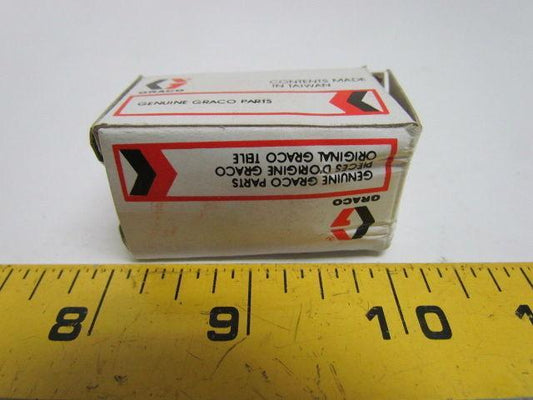 GRACO
CONTENTS MADE
IN TAIWAN
GENUINE GRACO PARTS
GENUINE GRACO PARTS
PIECES D'ORIGINE GRACO
ORIGINAL GRACO TEILE
GRACO
8 9 10